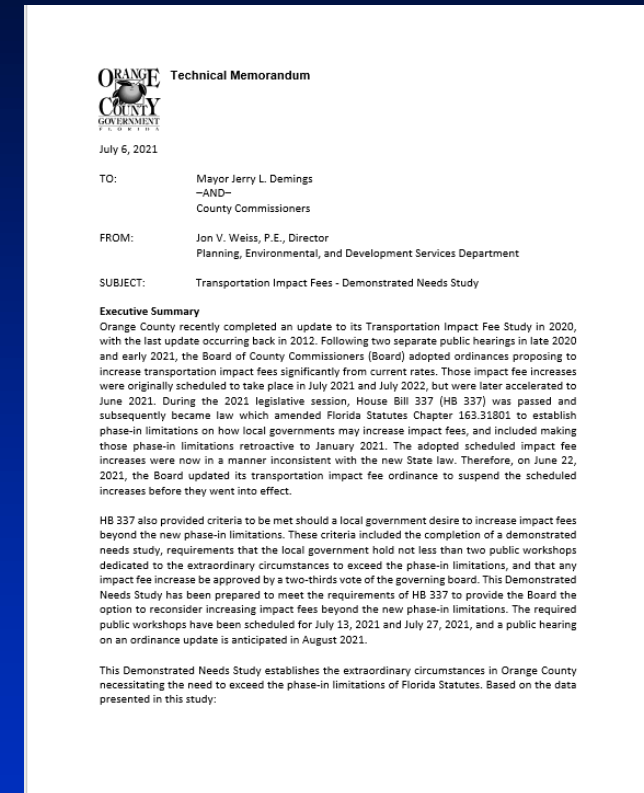 ORANGE
COUNTY
GOVERNMENT
FLORIDA
Technical Memorandum
July 6, 2021
TO: Mayor Jerry L. Demings
–AND–
County Commissioners
FROM: Jon V. Weiss, P.E., Director
Planning, Environmental, and Development Services Department
SUBJECT: Transportation Impact Fees - Demonstrated Needs Study
Executive Summary
Orange County recently completed an update to its Transportation Impact Fee Study in 2020,
with the last update occurring back in 2012. Following two separate public hearings in late 2020
and early 2021, the Board of County Commissioners (Board) adopted ordinances proposing to
increase transportation impact fees significantly from current rates. Those impact fee increases
were originally scheduled to take place in July 2021 and July 2022, but were later accelerated to
June 2021. During the 2021 legislative session, House Bill 337 (HB 337) was passed and
subsequently became law which amended Florida Statutes Chapter 163.31801 to establish
phase-in limitations on how local governments may increase impact fees, and included making
those phase-in limitations retroactive to January 2021. The adopted scheduled impact fee
increases were now in a manner inconsistent with the new State law. Therefore, on June 22,
2021, the Board updated its transportation impact fee ordinance to suspend the scheduled
increases before they went into effect.
HB 337 also provided criteria to be met should a local government desire to increase impact fees
beyond the new phase-in limitations. These criteria included the completion of a demonstrated
needs study, requirements that the local government hold not less than two public workshops
dedicated to the extraordinary circumstances to exceed the phase-in limitations, and that any
impact fee increase be approved by a two-thirds vote of the governing board. This Demonstrated
Needs Study has been prepared to meet the requirements of HB 337 to provide the Board the
option to reconsider increasing impact fees beyond the new phase-in limitations. The required
public workshops have been scheduled for July 13, 2021 and July 27, 2021, and a public hearing
on an ordinance update is anticipated in August 2021.
This Demonstrated Needs Study establishes the extraordinary circumstances in Orange County
necessitating the need to exceed the phase-in limitations of Florida Statutes. Based on the data
presented in this study: